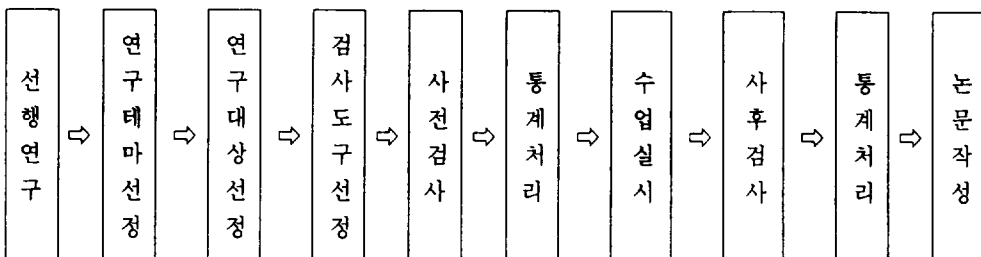 선행연구
연구테마선정
연구대상선정
검사도구선정
사전검사
통계처리
수업실시
사후검사
통계처리
논문작성